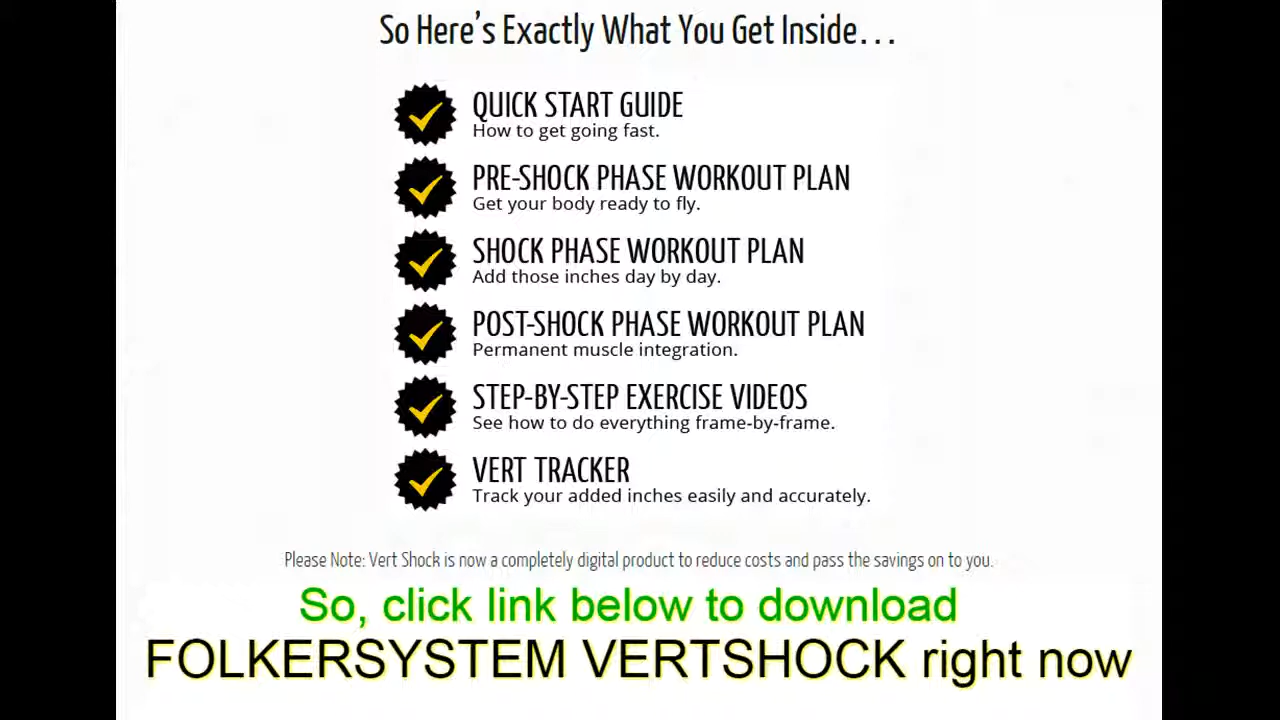 So Here's Exactly What You Get Inside...
QUICK START GUIDE
How to get going fast.
PRE-SHOCK PHASE WORKOUT PLAN
Get your body ready to fly.
SHOCK PHASE WORKOUT PLAN
Add those inches day by day.
POST-SHOCK PHASE WORKOUT PLAN
Permanent muscle integration.
STEP-BY-STEP EXERCISE VIDEOS
See how to do everything frame-by-frame.
VERT TRACKER
Track your added inches easily and accurately.
Please Note: Vert Shock is now a completely digital product to reduce costs and pass the savings on to you.
So, click link below to download
FOLKERSYSTEM VERTSHOCK right now